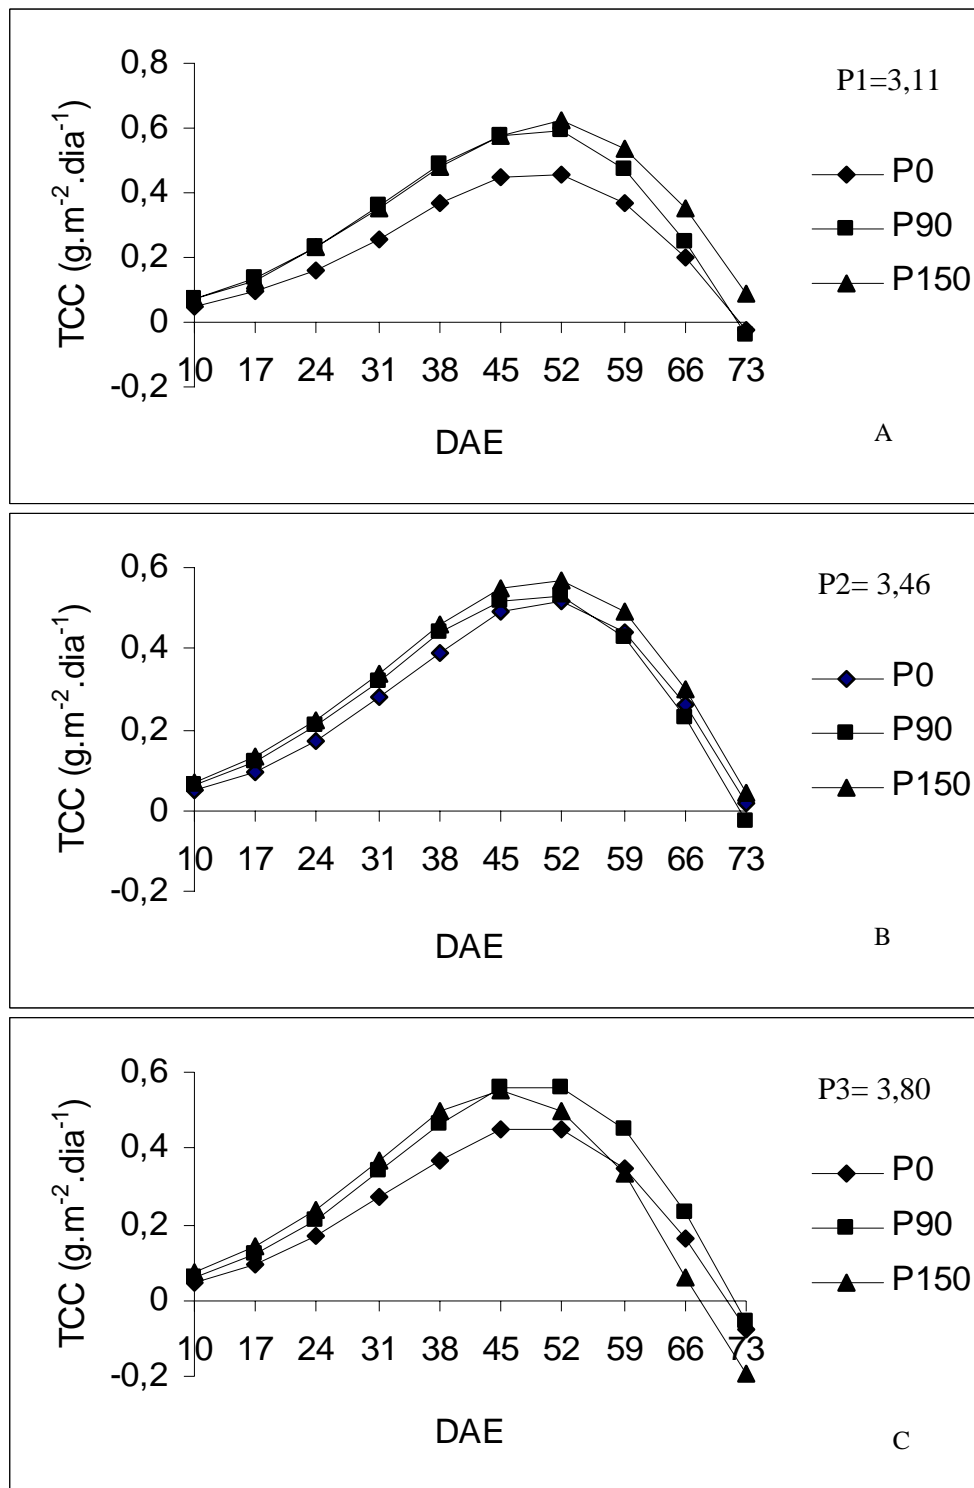 P1=3,11
TCC (g.m⁻².dia⁻¹)
0,8
0,6
0,4
0,2
0
-0,2
10 17 24 31 38 45 52 59 66 73
DAE
P0
P90
P150
A
P2= 3,46
TCC (g.m⁻².dia⁻¹)
0,6
0,4
0,2
0
-0,2
10 17 24 31 38 45 52 59 66 73
DAE
P0
P90
P150
B
P3= 3,80
TCC (g.m⁻².dia⁻¹)
0,6
0,4
0,2
0
-0,2
10 17 24 31 38 45 52 59 66 73
DAE
P0
P90
P150
C